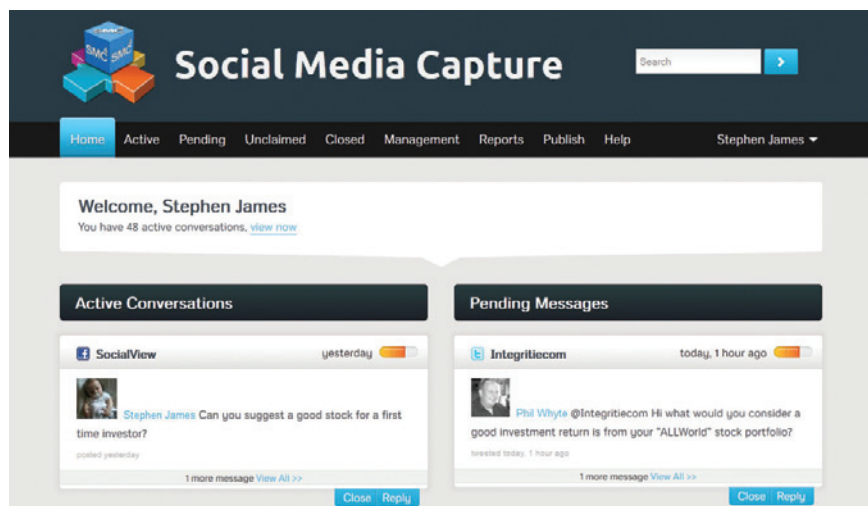 SMC
SMC SMC
Social Media Capture
Search
Home Active Pending Unclaimed Closed Management Reports Publish Help Stephen James
Welcome, Stephen James
You have 48 active conversations, view now
Active Conversations
SocialView yesterday
Stephen James Can you suggest a good stock for a first
time investor?
posted yesterday
1 more message View All >>
Close Reply
Pending Messages
Integritiecom today, 1 hour ago
Phil Whyte @Integritiecom Hi what would you consider a
good investment return is from your "ALLWorld" stock portfolio?
tweeted today, 1 hour ago
1 more message View All >>
Close Reply